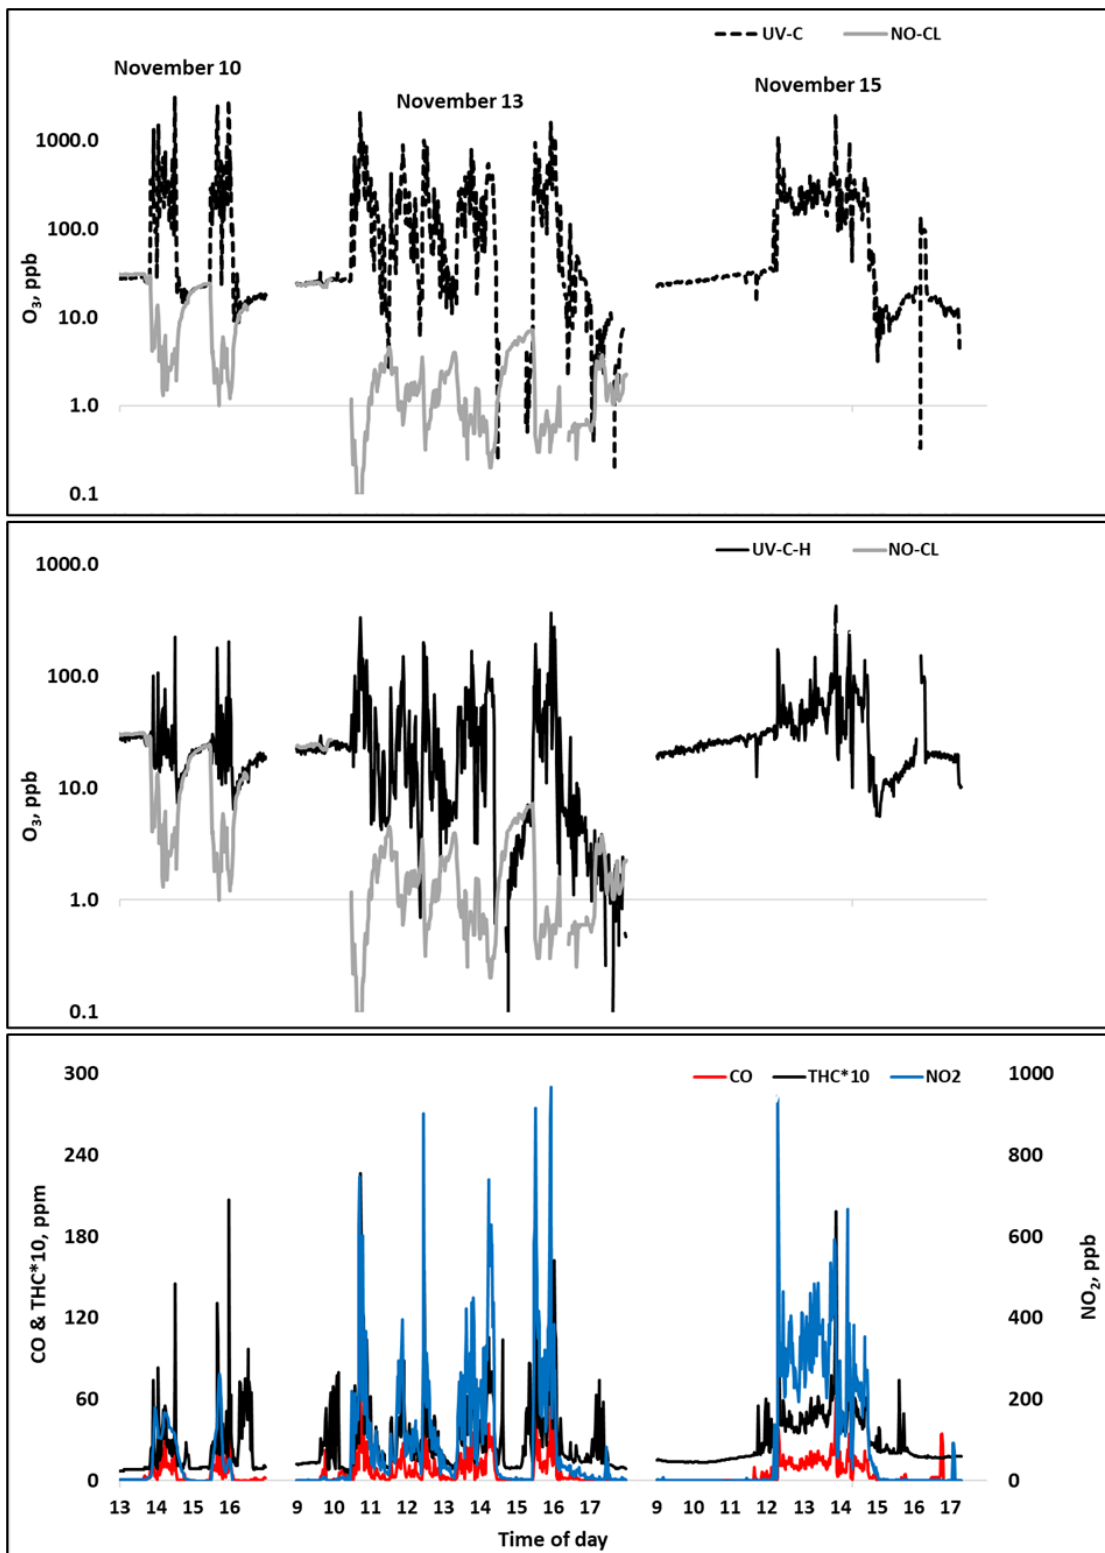 UV-C NO-CL
November 10 November 13 November 15
1000.0
100.0
10.0
1.0
0.1
O3, ppb
UV-C-H NO-CL
1000.0
100.0
10.0
1.0
0.1
O3, ppb
CO THC*10 NO2
300 1000
240 800
180 600
120 400
60 200
0 0
CO & THC*10, ppm
NO2, ppb
13 14 15 16 9 10 11 12 13 14 15 16 17 9 10 11 12 13 14 15 16 17
Time of day